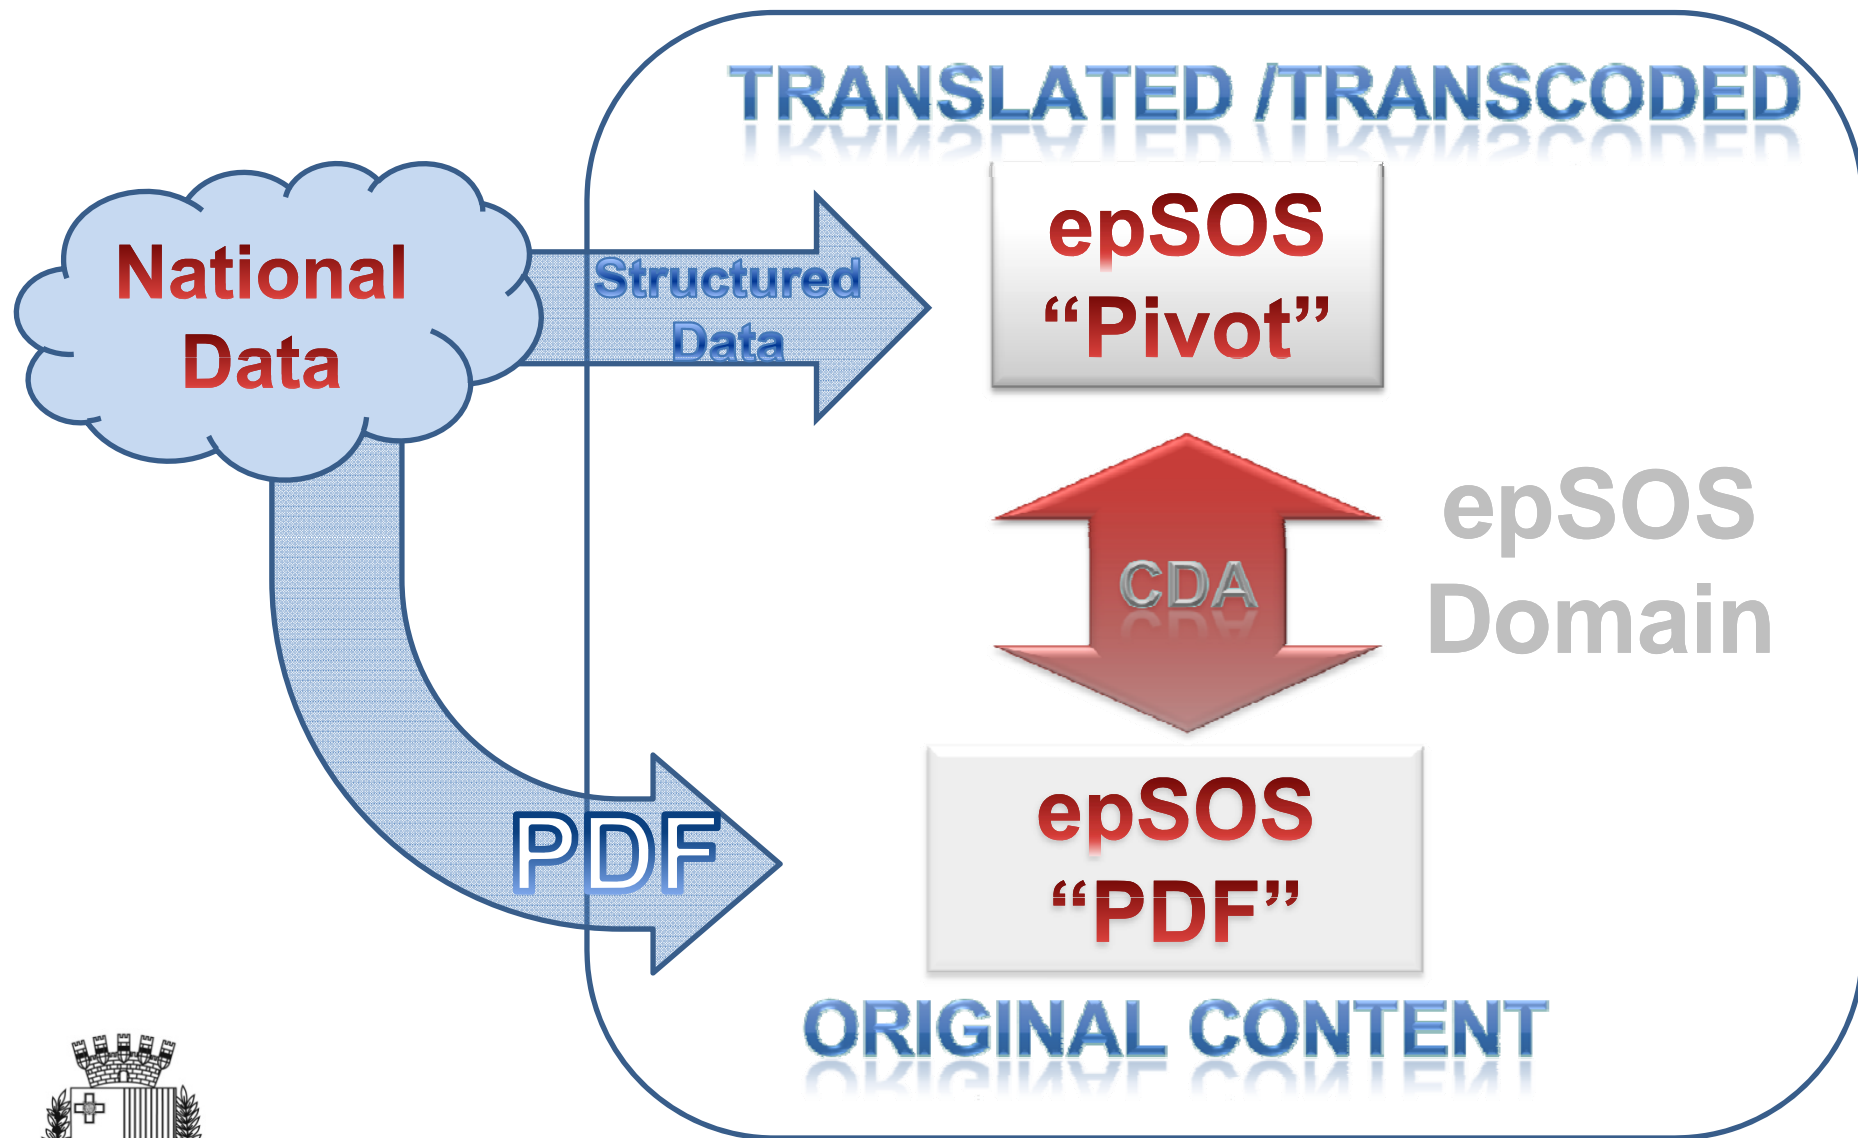 TRANSLATED /TRANSCODED
National
Data
Structured
Data
epSOS
“Pivot”
CDA
epSOS
Domain
PDF
epSOS
“PDF”
ORIGINAL CONTENT